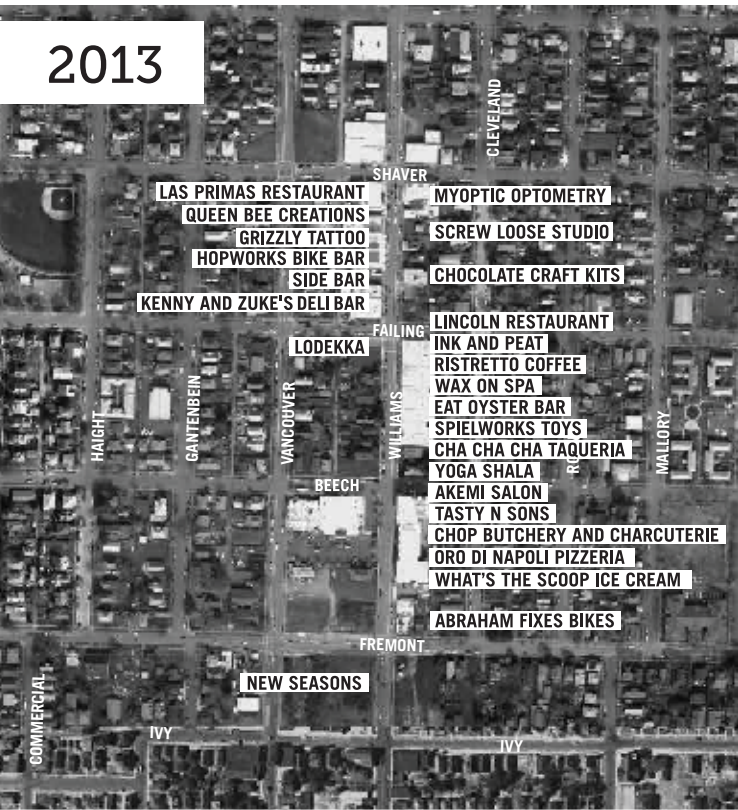 2013
CLEVELAND
SHAVER
LAS PRIMAS RESTAURANT
MYOPTIC OPTOMETRY
QUEEN BEE CREATIONS
GRIZZLY TATTOO
SCREW LOOSE STUDIO
HOPWORKS BIKE BAR
SIDE BAR
CHOCOLATE CRAFT KITS
KENNY AND ZUKE'S DELI BAR
FAILING
LINCOLN RESTAURANT
LODEKKA
INK AND PEAT
RISTRETTO COFFEE
WAX ON SPA
EAT OYSTER BAR
SPIELWORKS TOYS
CHA CHA CHA TAQUERIA
YOGA SHALA
HAIGHT
GANTENBEIN
VANCOUVER
WILLIAMS
MALLORY
BEECH
AKEMI SALON
TASTY N SONS
CHOP BUTCHERY AND CHARCUTERIE
ORO DI NAPOLI PIZZERIA
WHAT'S THE SCOOP ICE CREAM
ABRAHAM FIXES BIKES
FREMONT
NEW SEASONS
COMMERCIAL
IVY
IVY